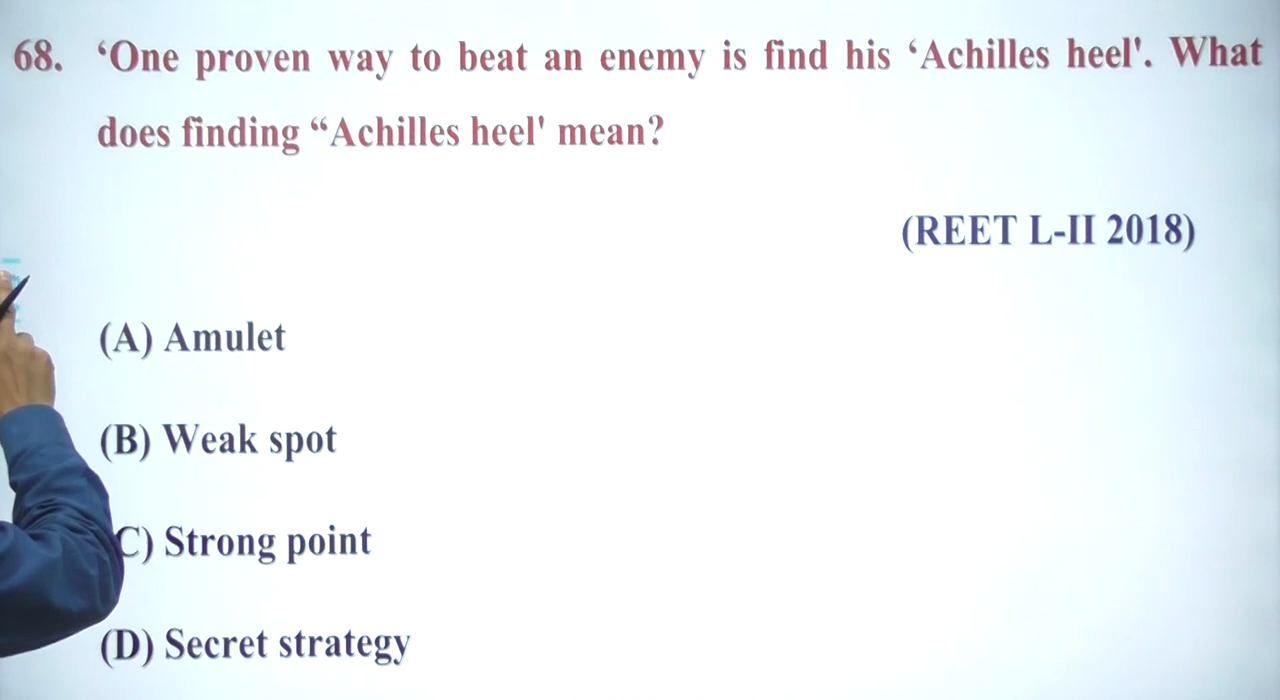 68. ‘One proven way to beat an enemy is find his ‘Achilles heel'. What
does finding “Achilles heel' mean?
(REET L-II 2018)
(A) Amulet
(B) Weak spot
C) Strong point
(D) Secret strategy